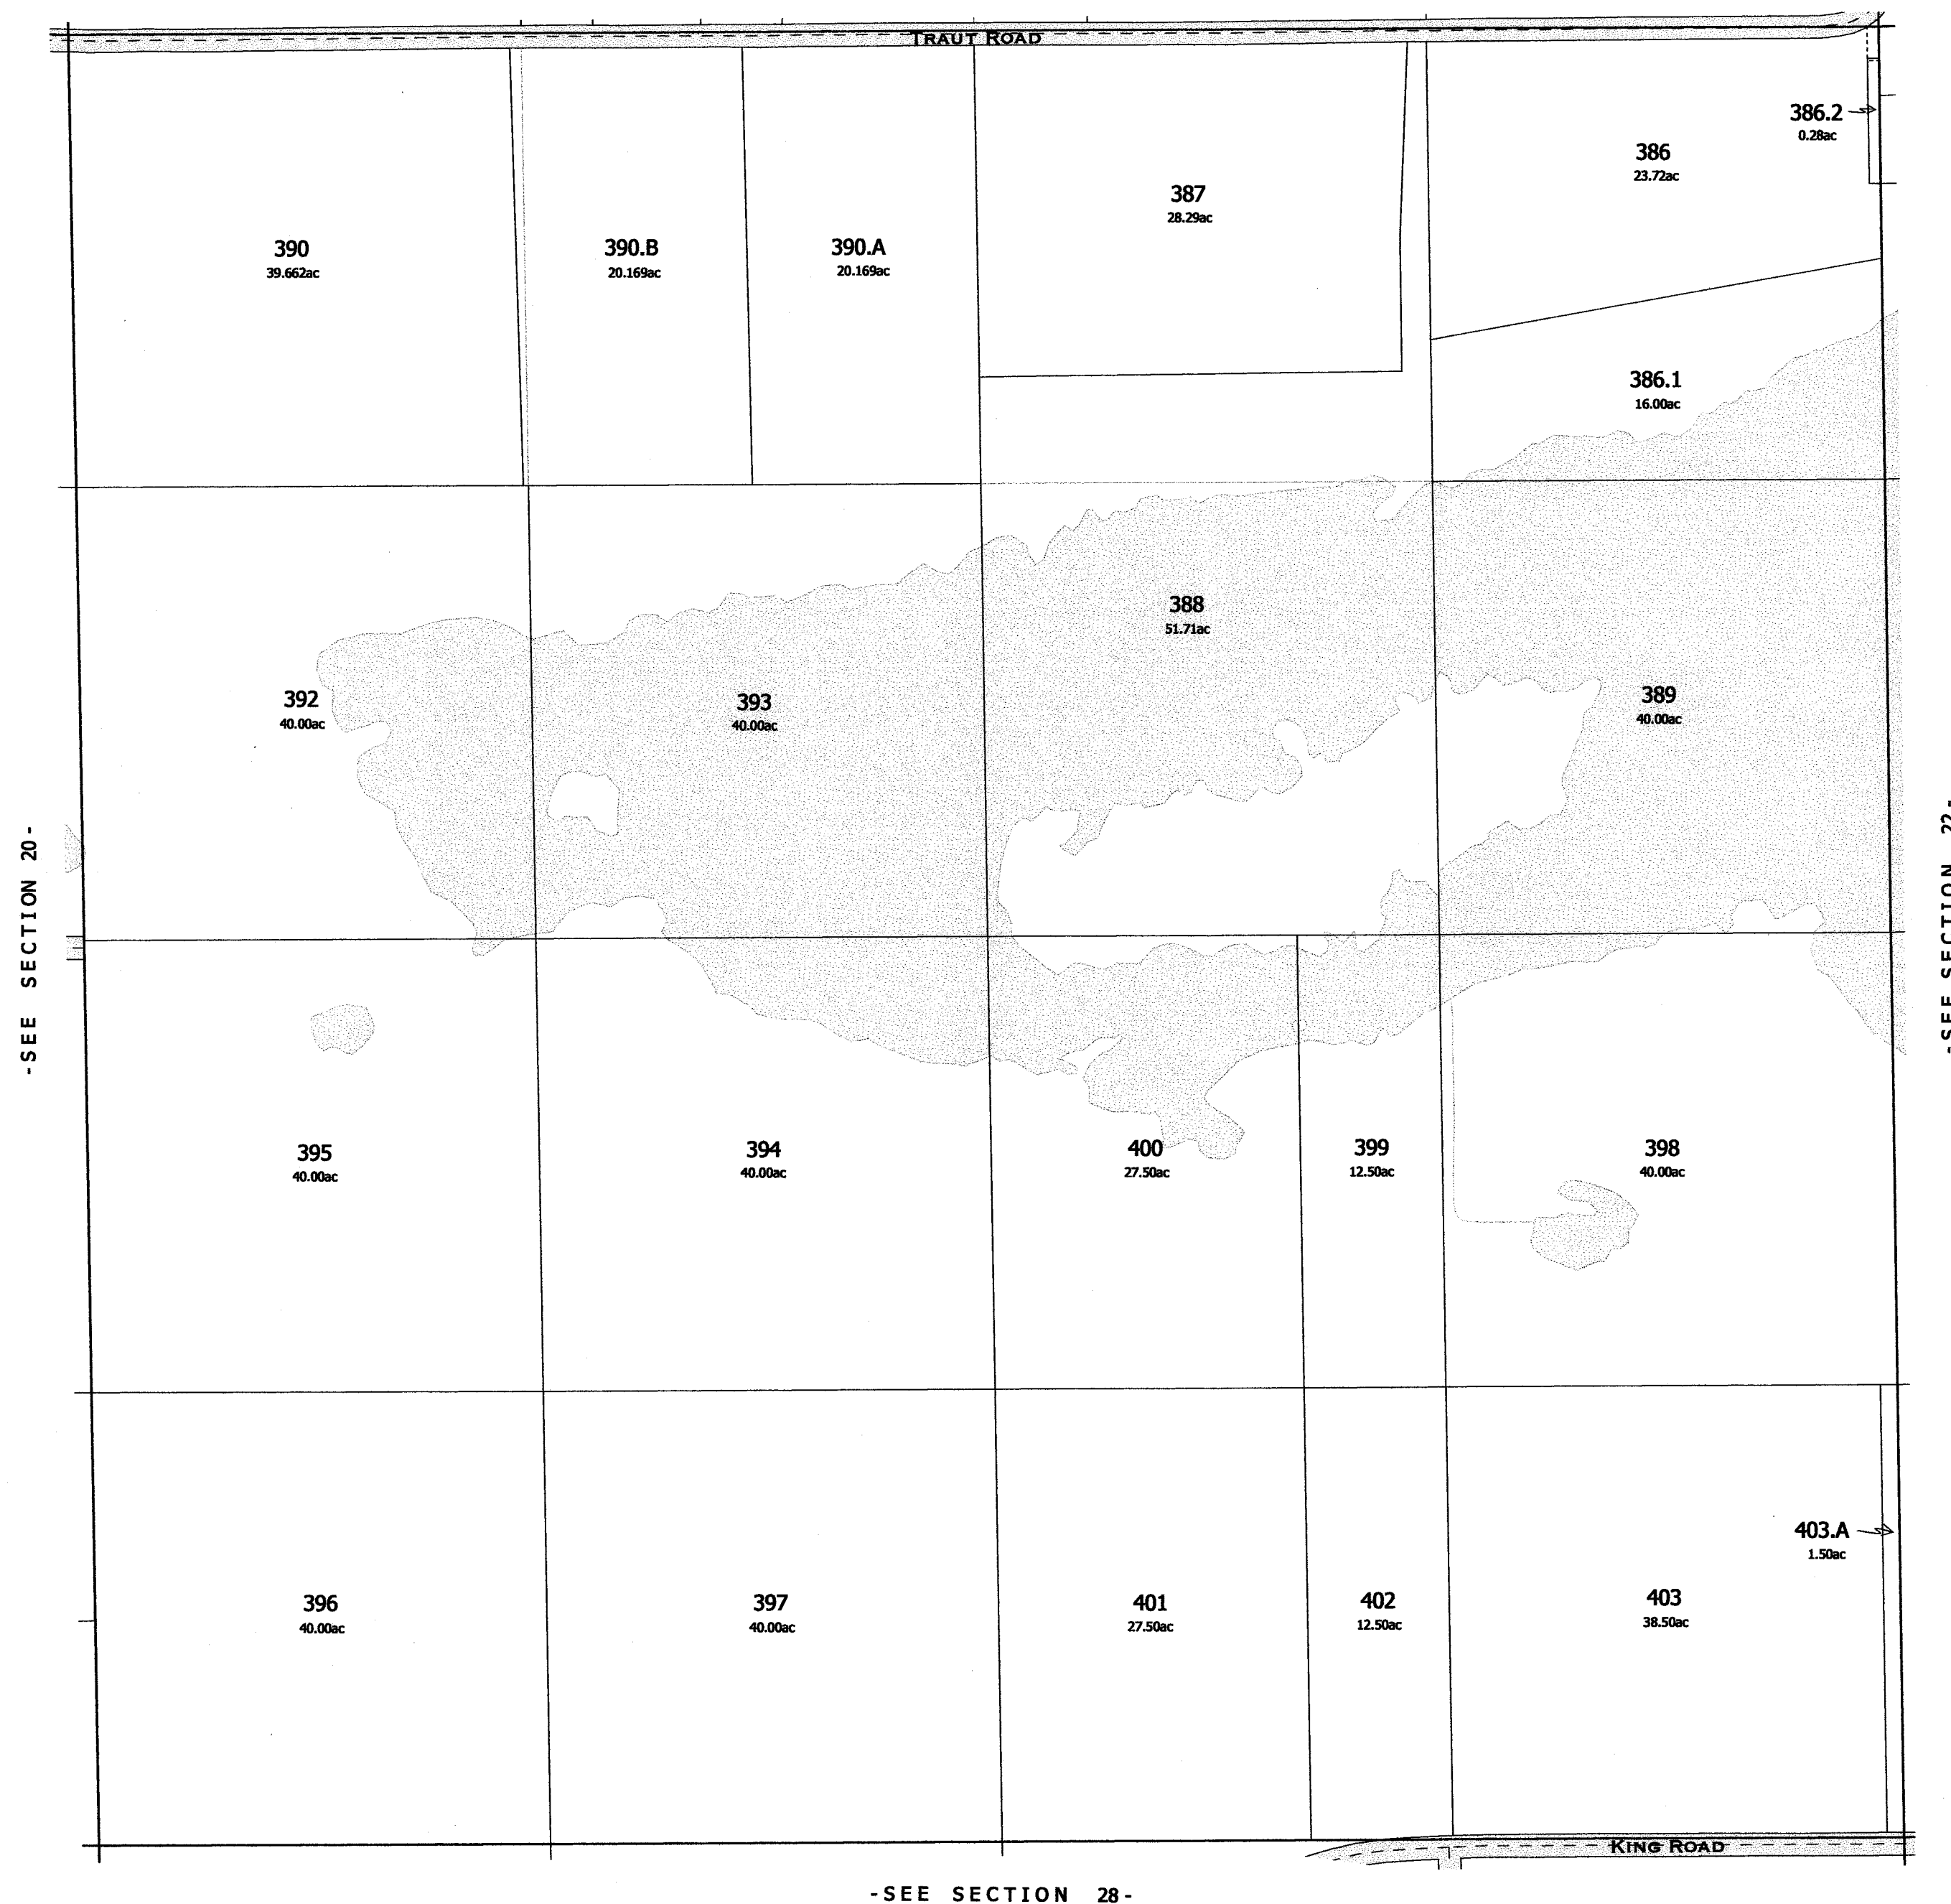 TRAUT ROAD
386.2
0.28ac
386
23.72ac
387
28.29ac
390
39.662ac
390.B
20.169ac
390.A
20.169ac
386.1
16.00ac
388
51.71ac
392
40.00ac
393
40.00ac
389
40.00ac
-SEE SECTION 20-
-SEE SECTION 22-
395
40.00ac
394
40.00ac
400
27.50ac
399
12.50ac
398
40.00ac
403.A
1.50ac
396
40.00ac
397
40.00ac
401
27.50ac
402
12.50ac
403
38.50ac
KING ROAD
-SEE SECTION 28-